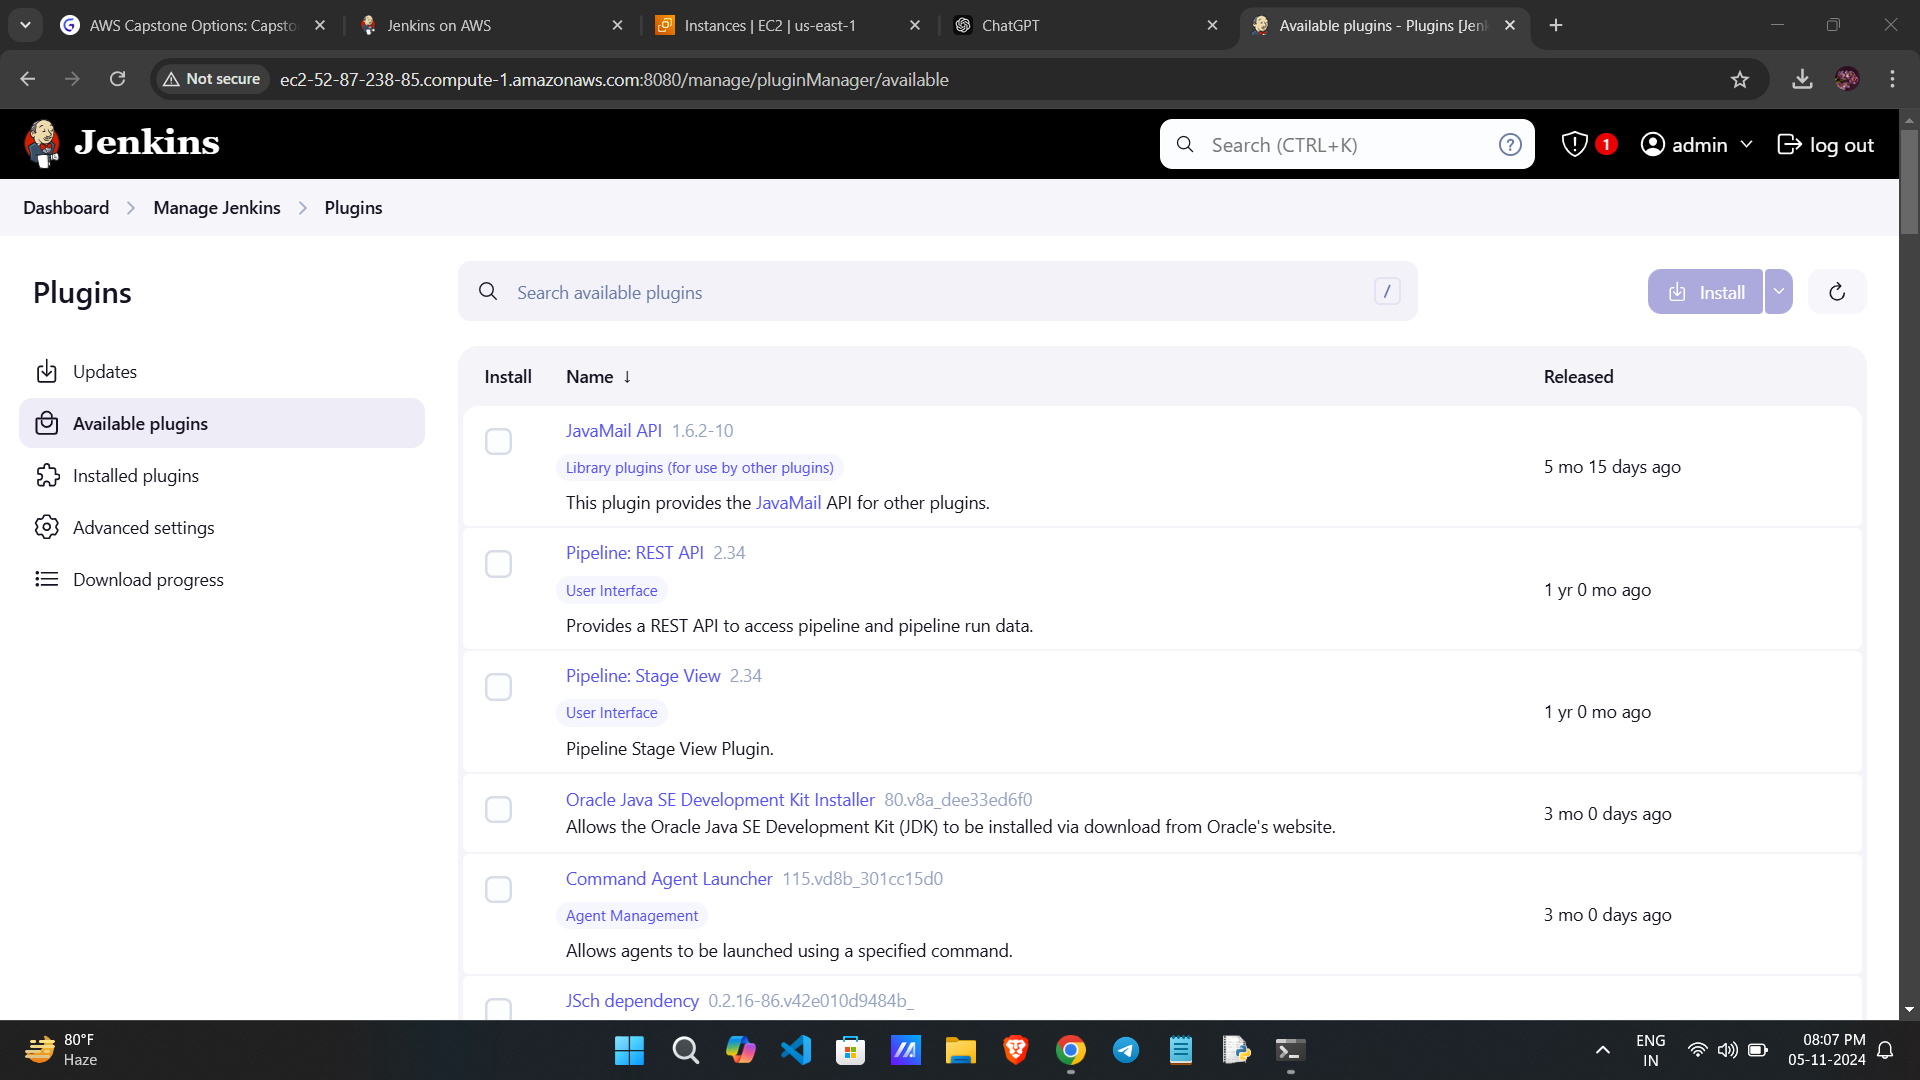 AWS Capstone Options: Capsto
Jenkins on AWS
Instances | EC2 | us-east-1
ChatGPT
Available plugins - Plugins [Jen
Not secure
ec2-52-87-238-85.compute-1.amazonaws.com:8080/manage/pluginManager/available
Jenkins
Search (CTRL+K)
?
1
admin
log out
Dashboard
Manage Jenkins
Plugins
Plugins
Search available plugins
/
Install
Updates
Available plugins
Installed plugins
Advanced settings
Download progress
Install Name ↓ Released
JavaMail API 1.6.2-10
Library plugins (for use by other plugins)
5 mo 15 days ago
This plugin provides the JavaMail API for other plugins.
Pipeline: REST API 2.34
User Interface
1 yr 0 mo ago
Provides a REST API to access pipeline and pipeline run data.
Pipeline: Stage View 2.34
User Interface
1 yr 0 mo ago
Pipeline Stage View Plugin.
Oracle Java SE Development Kit Installer 80.v8a_dee33ed6f0
3 mo 0 days ago
Allows the Oracle Java SE Development Kit (JDK) to be installed via download from Oracle's website.
Command Agent Launcher 115.vd8b_301cc15d0
Agent Management
3 mo 0 days ago
Allows agents to be launched using a specified command.
JSch dependency 0.2.16-86.v42e010d9484b_
80°F
Haze
ENG
IN
08:07 PM
05-11-2024